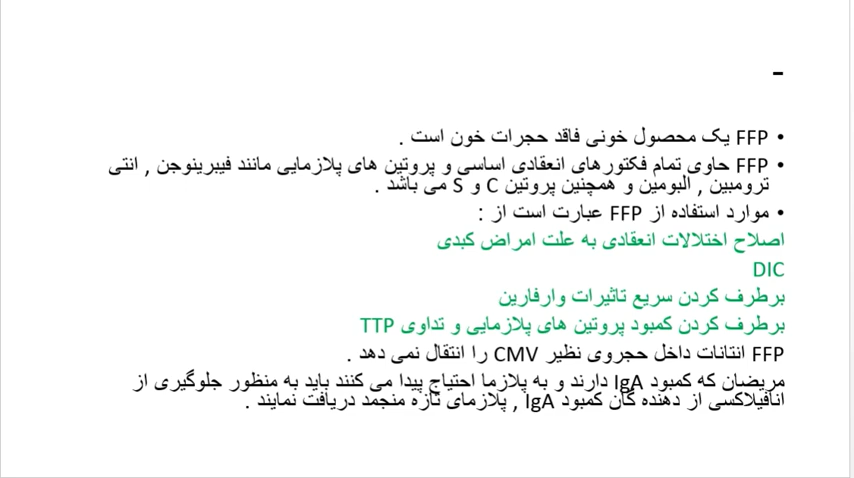 -
• FFP یک محصول خونی فاقد حجرات خون است .
• FFP حاوی تمام فکتورهای انعقادی اساسی و پروتین های پلازمایی مانند فیبرینوجن , انتی
ترومبین , البومین و همچنین پروتین C و S می باشد .
• موارد استفاده از FFP عبارت است از :
اصلاح اختلالات انعقادی به علت امراض کبدی
DIC
برطرف کردن سریع تاثیرات وارفارین
برطرف کردن کمبود پروتین های پلازمایی و تداوی TTP
FFP انتانات داخل حجروی نظیر CMV را انتقال نمی دهد .
مریضان که کمبود IgA دارند و به پلازما احتیاج پیدا می کنند باید به منظور جلوگیری از
انافیلاکسی از دهنده گان کمبود IgA , پلازمای تازه منجمد دریافت نمایند .